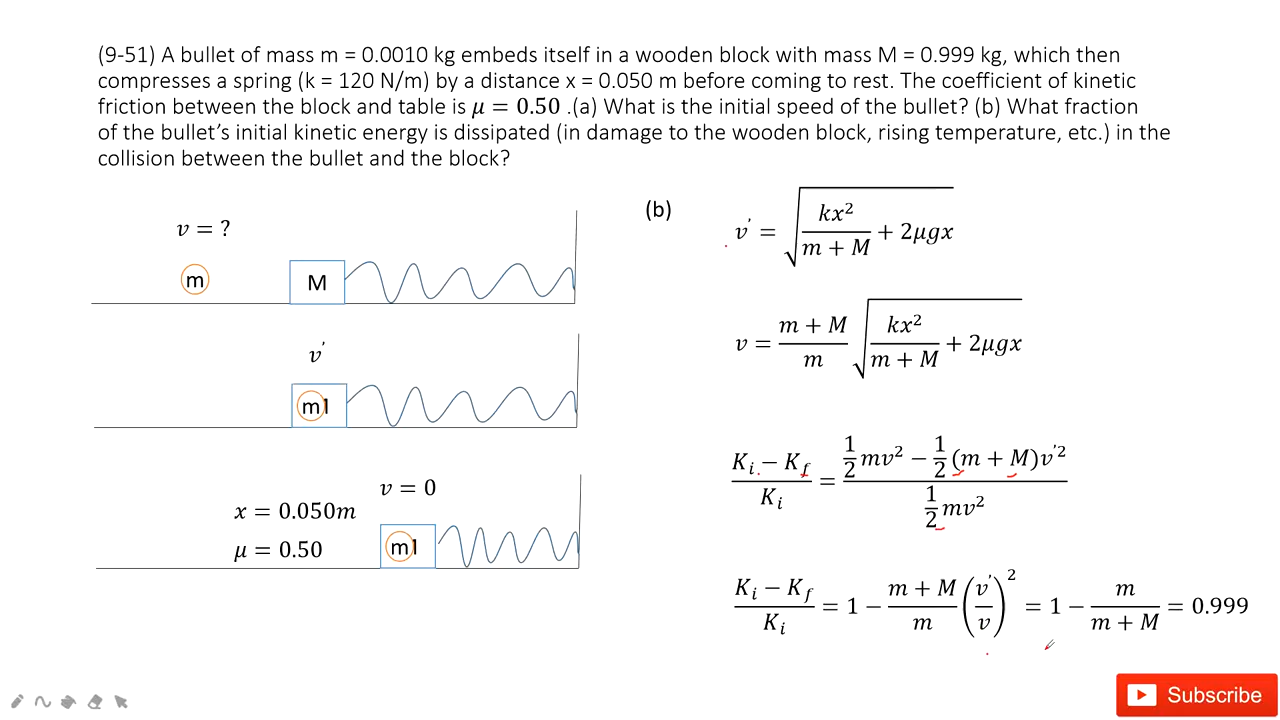 (9-51) A bullet of mass m = 0.0010 kg embeds itself in a wooden block with mass M = 0.999 kg, which then
compresses a spring (k = 120 N/m) by a distance x = 0.050 m before coming to rest. The coefficient of kinetic
friction between the block and table is μ = 0.50 .(a) What is the initial speed of the bullet? (b) What fraction
of the bullet's initial kinetic energy is dissipated (in damage to the wooden block, rising temperature, etc.) in the
collision between the bullet and the block?
v = ?
m M
v'
m
v = 0
x = 0.050m
μ = 0.50
m
(b)
v' = √(kx²/(m + M) + 2μgx)
v = (m + M)/m √(kx²/(m + M) + 2μgx)
(Kᵢ − K_f)/Kᵢ = (½mv² − ½(m + M)v'²)/(½mv²)
(Kᵢ − K_f)/Kᵢ = 1 − (m + M)/m (v'/v)² = 1 − m/(m + M) = 0.999
Subscribe